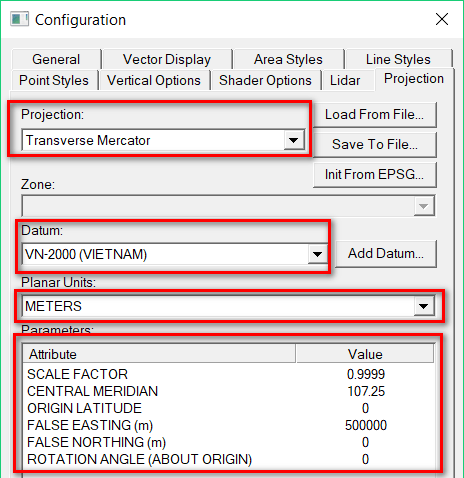 Configuration
General Vector Display Area Styles Line Styles
Point Styles Vertical Options Shader Options Lidar Projection
Projection:
Load From File...
Transverse Mercator
Save To File...
Init From EPSG...
Zone:
Datum:
VN-2000 (VIETNAM)
Add Datum...
Planar Units:
METERS
Parameters:
Attribute Value
SCALE FACTOR 0.9999
CENTRAL MERIDIAN 107.25
ORIGIN LATITUDE 0
FALSE EASTING (m) 500000
FALSE NORTHING (m) 0
ROTATION ANGLE (ABOUT ORIGIN) 0